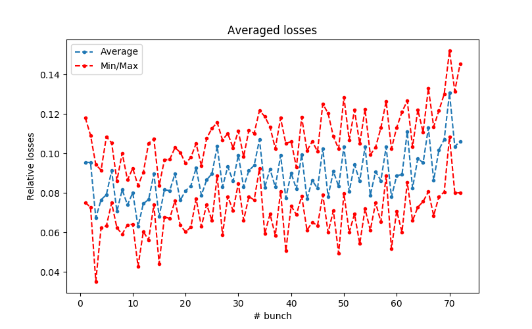 Averaged losses
Average
Min/Max
Relative losses
0.14
0.12
0.10
0.08
0.06
0.04
0 10 20 30 40 50 60 70
# bunch